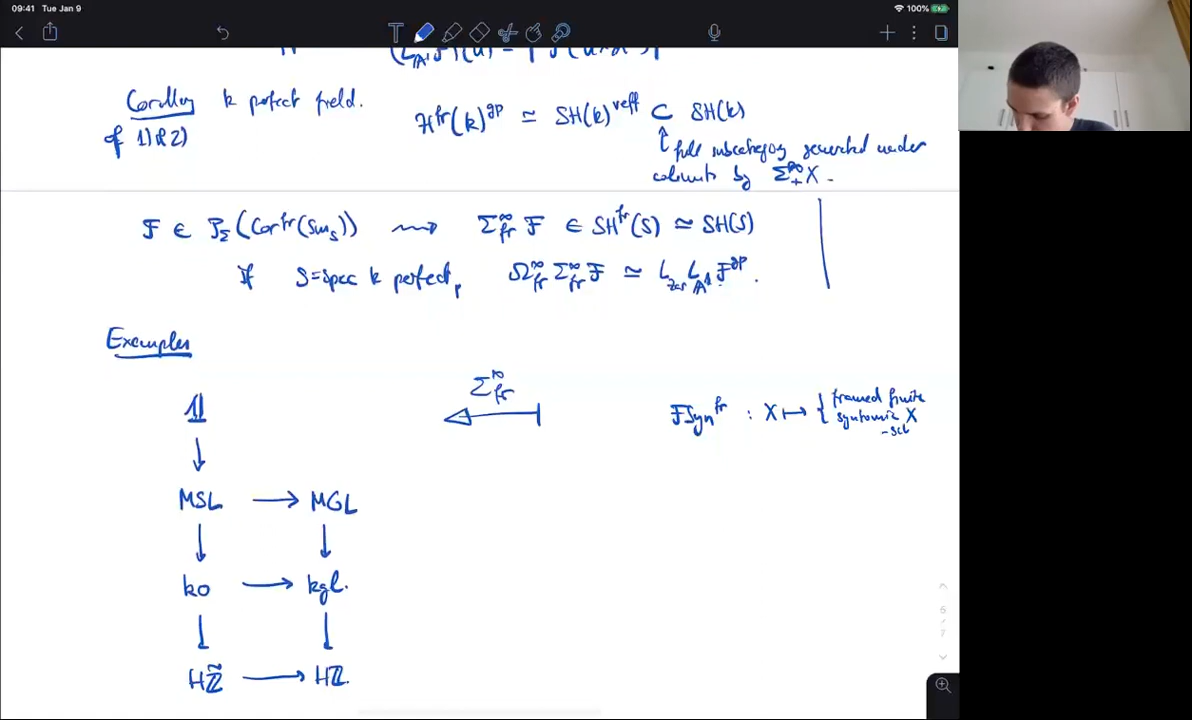 09:41 Tue Jan 9
100%
Corollary k perfect field.
of 1) & 2)
H^fr(k)^gp ≃ SH(k)^veff ⊂ SH(k)
↑ full subcategory generated under
colimits by Σ^∞_+ X.
F ∈ P_Σ(Corr^fr(Sm_S)) ⇝ Σ^∞_fr F ∈ SH^fr(S) ≃ SH(S)
If S = spec k perfect, Ω^∞_fr Σ^∞_fr F ≃ L_zar L_A¹ F^gp.
Examples
𝟙
Σ^∞_fr
FSyn^fr : X ↦ { framed finite
syntomic X
-sch
MSL → MGL
ko → kgl.
HZ̃ → HZ.
6
/
7